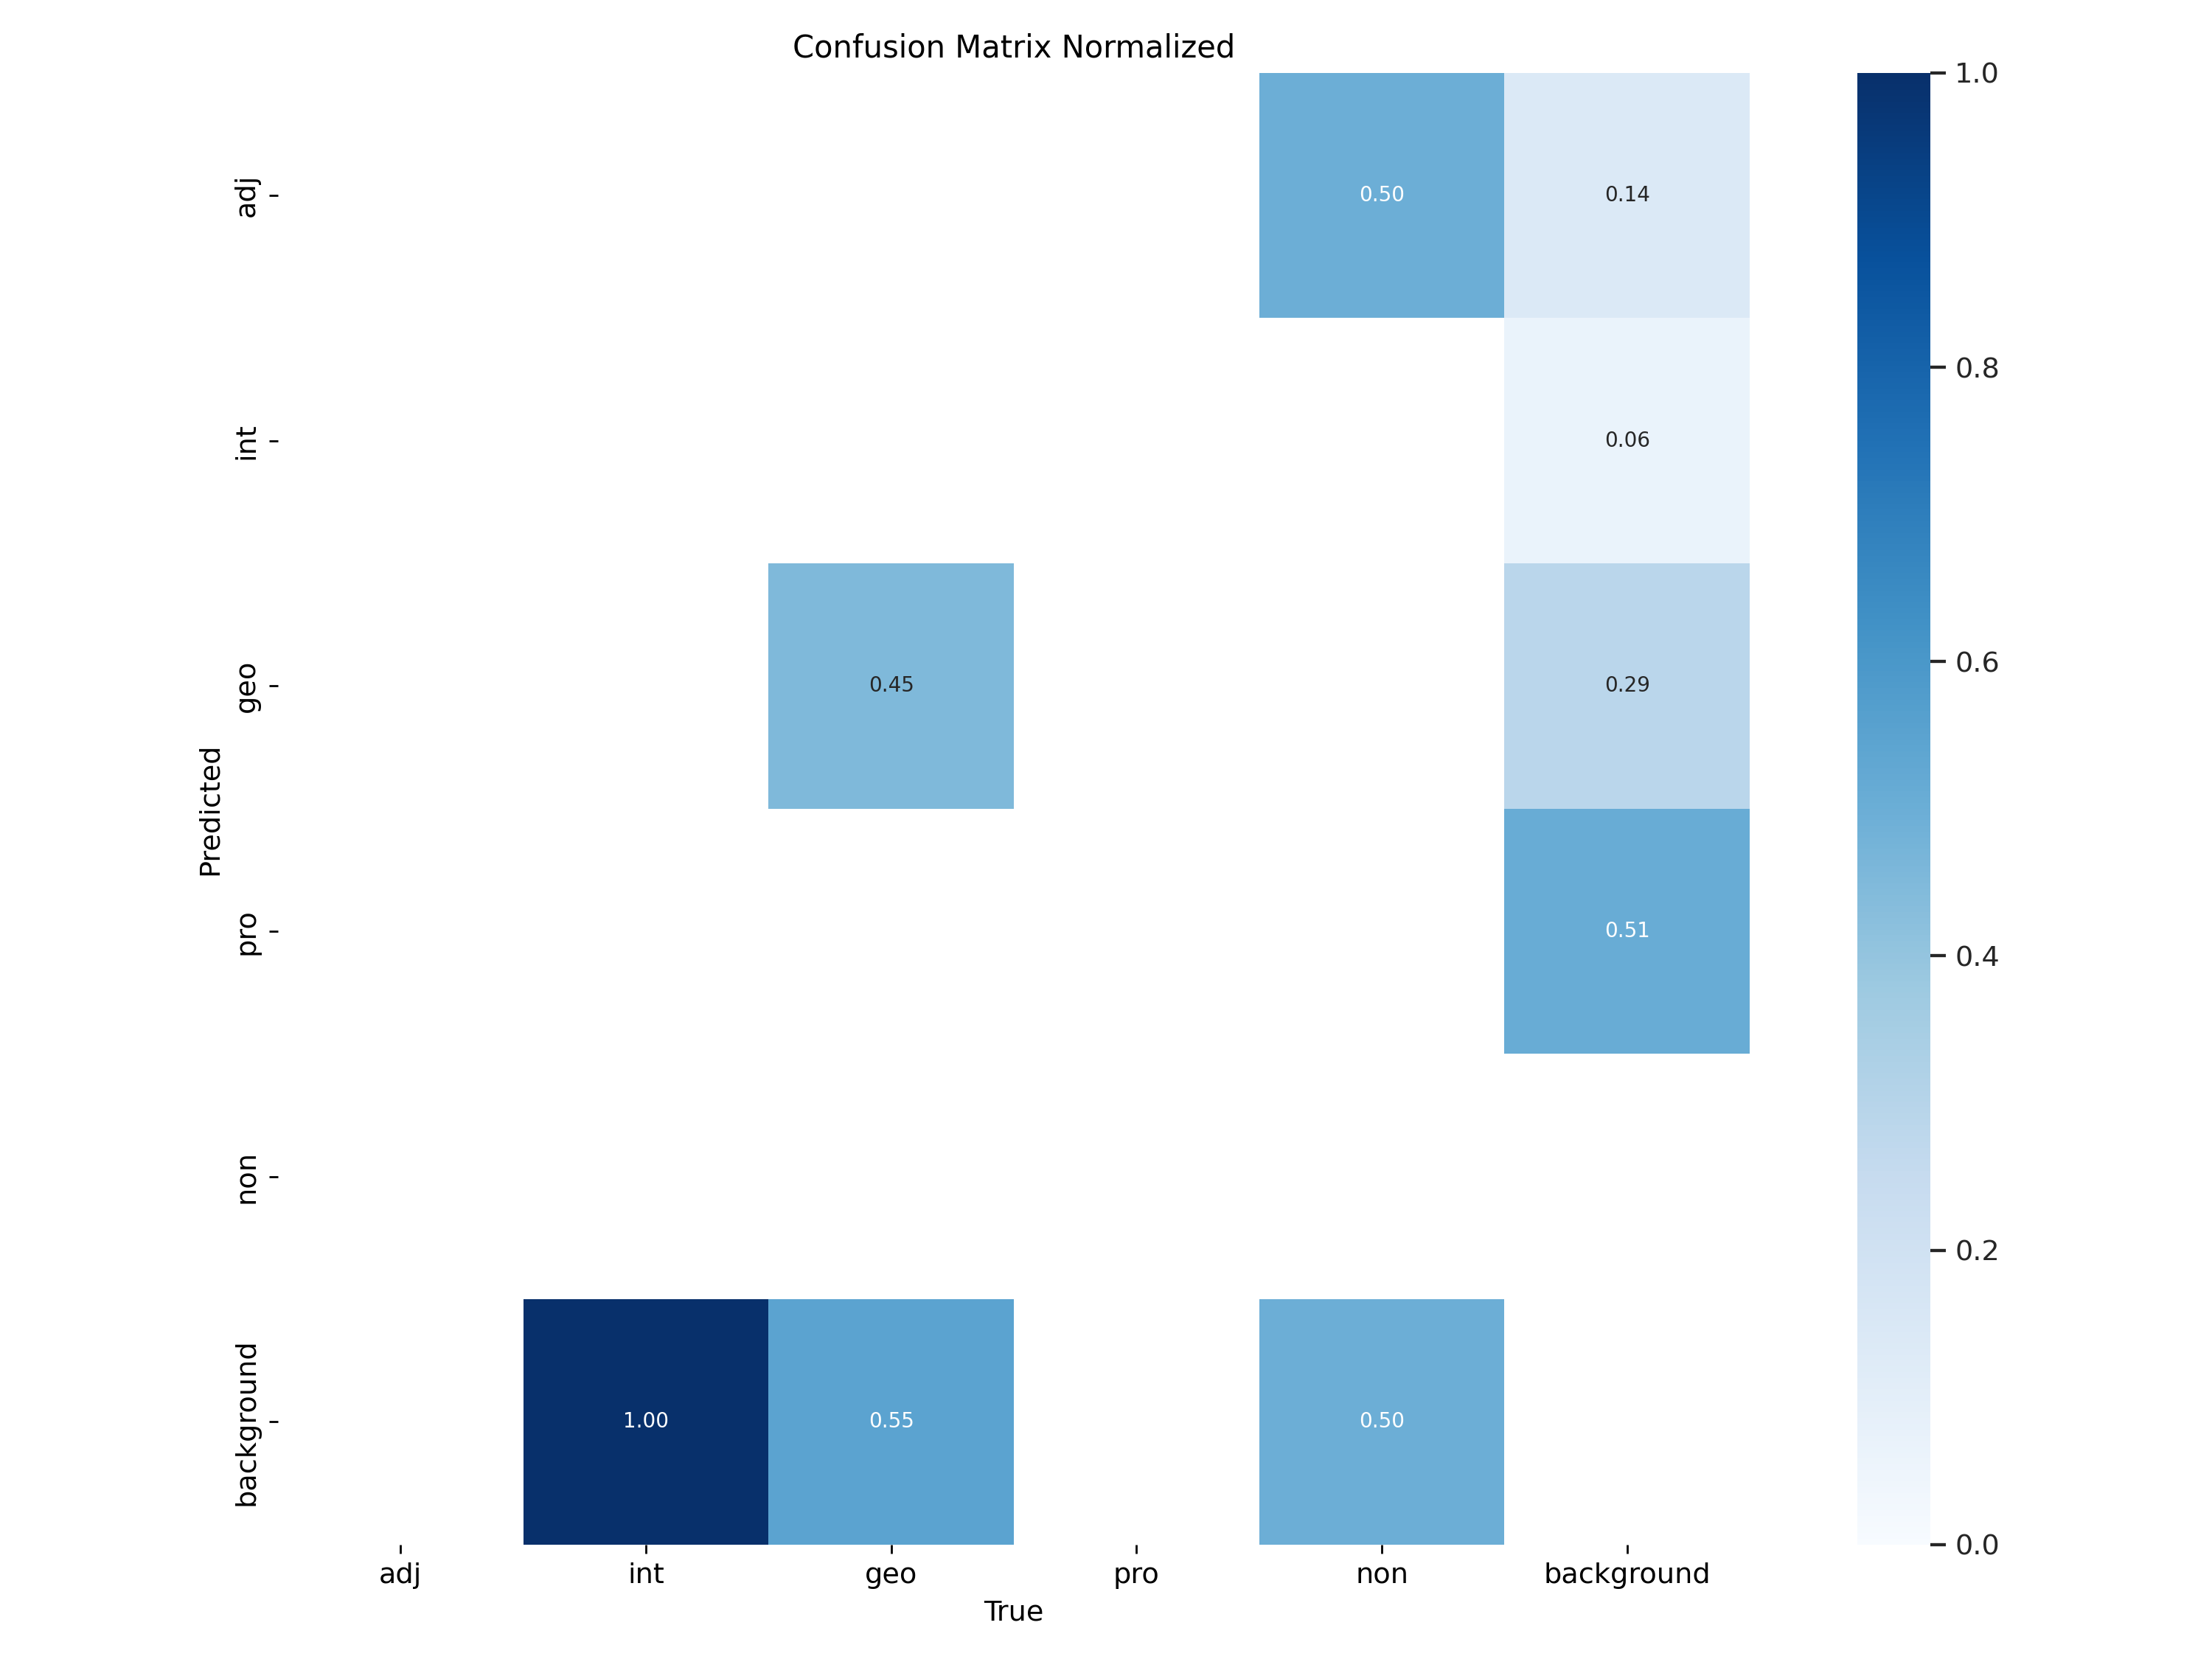 Confusion Matrix Normalized
adj
int
geo
pro
non
background
Predicted
0.50
0.14
0.06
0.45
0.29
0.51
1.00
0.55
0.50
adj
int
geo
pro
non
background
True
1.0
0.8
0.6
0.4
0.2
0.0